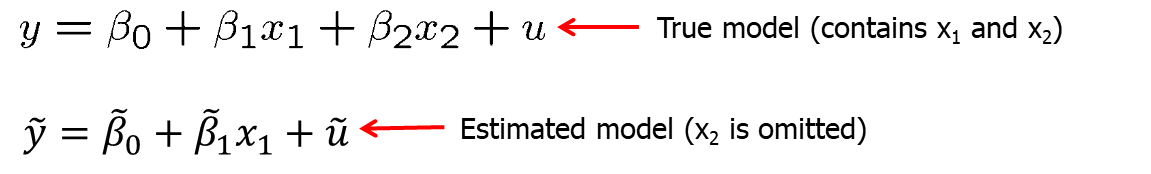 y = β₀ + β₁x₁ + β₂x₂ + u ← True model (contains x₁ and x₂)
ỹ = β̃₀ + β̃₁x₁ + ũ ← Estimated model (x₂ is omitted)